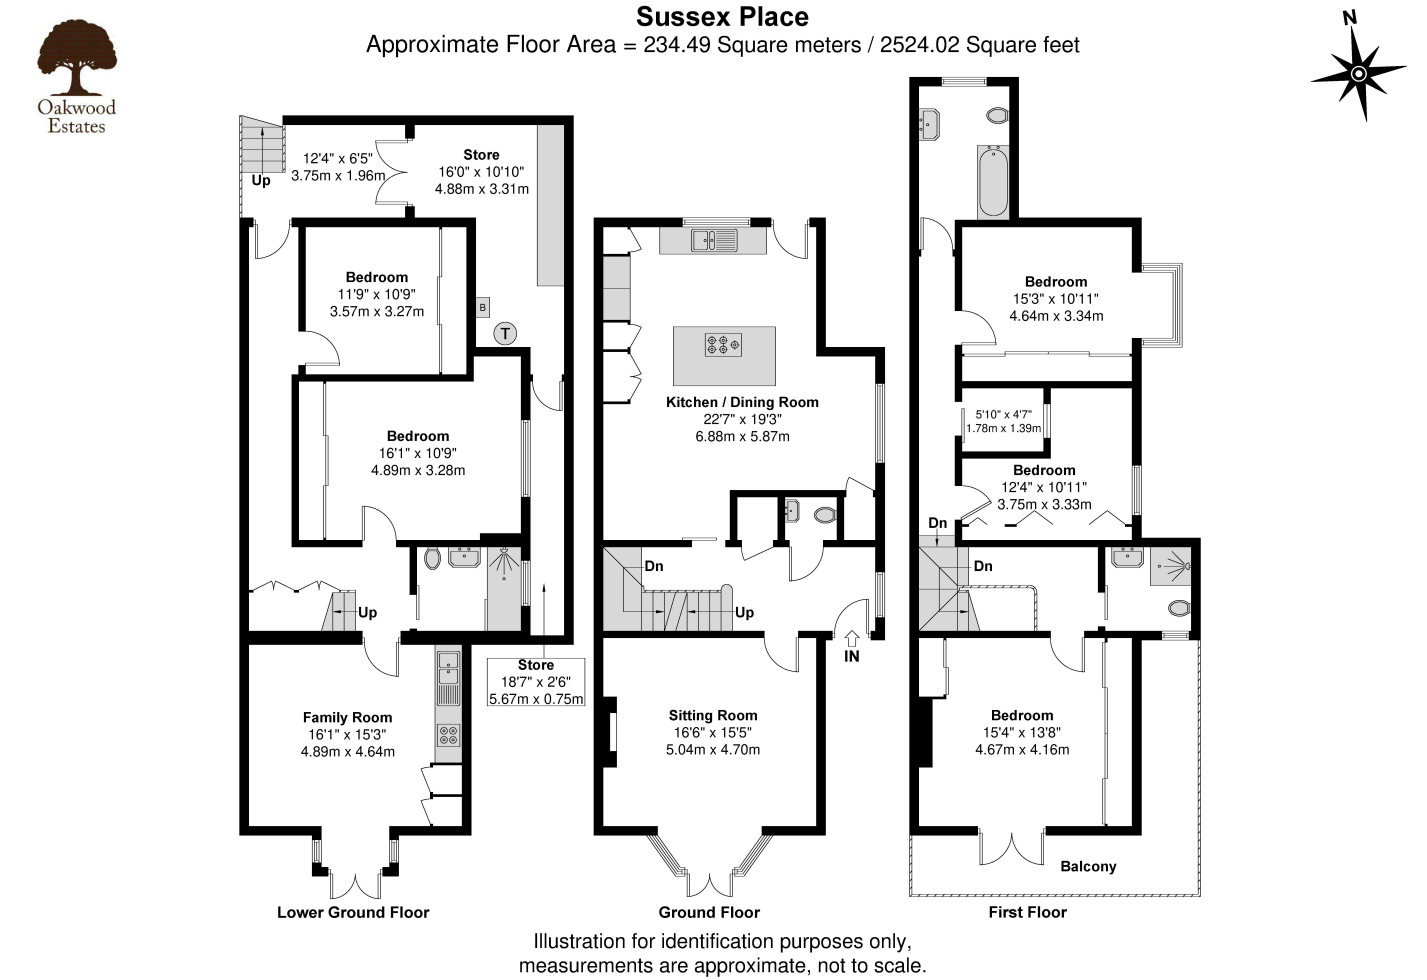 Sussex Place
Approximate Floor Area = 234.49 Square meters / 2524.02 Square feet
Oakwood
Estates
N
Up
12'4" x 6'5"
3.75m x 1.96m
Store
16'0" x 10'10"
4.88m x 3.31m
Bedroom
11'9" x 10'9"
3.57m x 3.27m
B
T
Bedroom
16'1" x 10'9"
4.89m x 3.28m
Up
Store
18'7" x 2'6"
5.67m x 0.75m
Family Room
16'1" x 15'3"
4.89m x 4.64m
Lower Ground Floor
Kitchen / Dining Room
22'7" x 19'3"
6.88m x 5.87m
Dn
Up
IN
Sitting Room
16'6" x 15'5"
5.04m x 4.70m
Ground Floor
Bedroom
15'3" x 10'11"
4.64m x 3.34m
5'10" x 4'7"
1.78m x 1.39m
Bedroom
12'4" x 10'11"
3.75m x 3.33m
Dn
Dn
Bedroom
15'4" x 13'8"
4.67m x 4.16m
Balcony
First Floor
Illustration for identification purposes only,
measurements are approximate, not to scale.